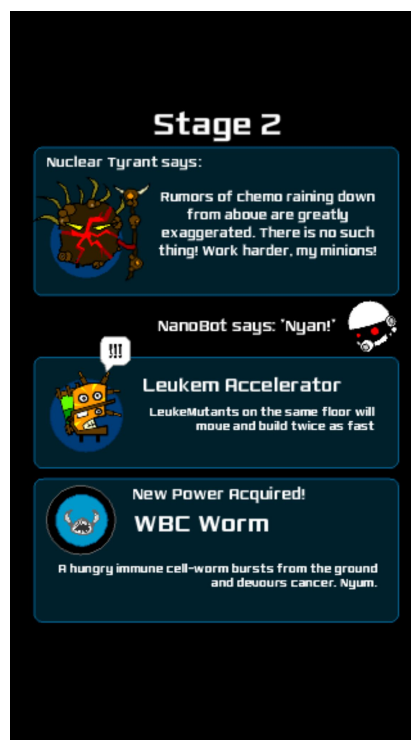 Stage 2
Nuclear Tyrant says:
Rumors of chemo raining down
from above are greatly
exaggerated. There is no such
thing! Work harder, my minions!
NanoBot says: "Nyan!"
!!!
Leukem Accelerator
LeukeMutants on the same floor will
move and build twice as fast
New Power Acquired!
WBC Worm
A hungry immune cell-worm bursts from the ground
and devours cancer. Nyum.